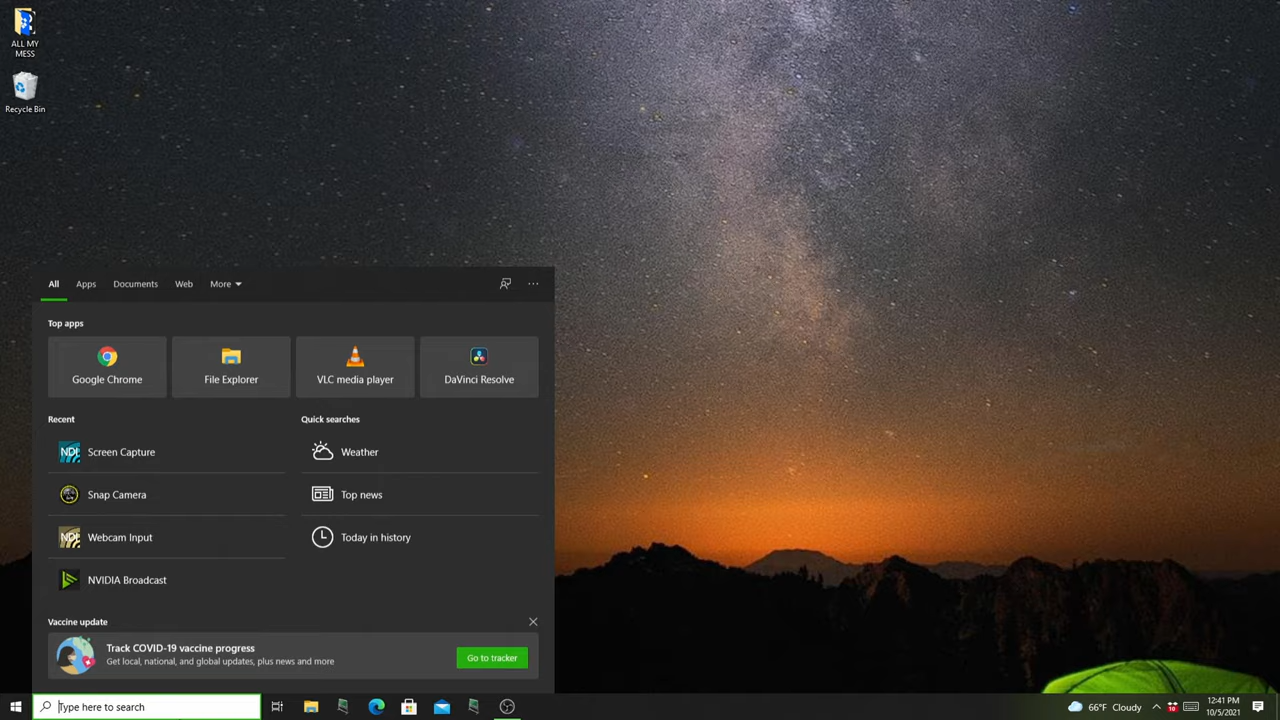 ALL MY
MESS
Recycle Bin
All Apps Documents Web More
Top apps
Google Chrome File Explorer VLC media player DaVinci Resolve
Recent
Screen Capture
Snap Camera
Webcam Input
NVIDIA Broadcast
Quick searches
Weather
Top news
Today in history
Vaccine update
Track COVID-19 vaccine progress
Get local, national, and global updates, plus news and more
Go to tracker
Type here to search
66°F Cloudy
12:41 PM
10/5/2021